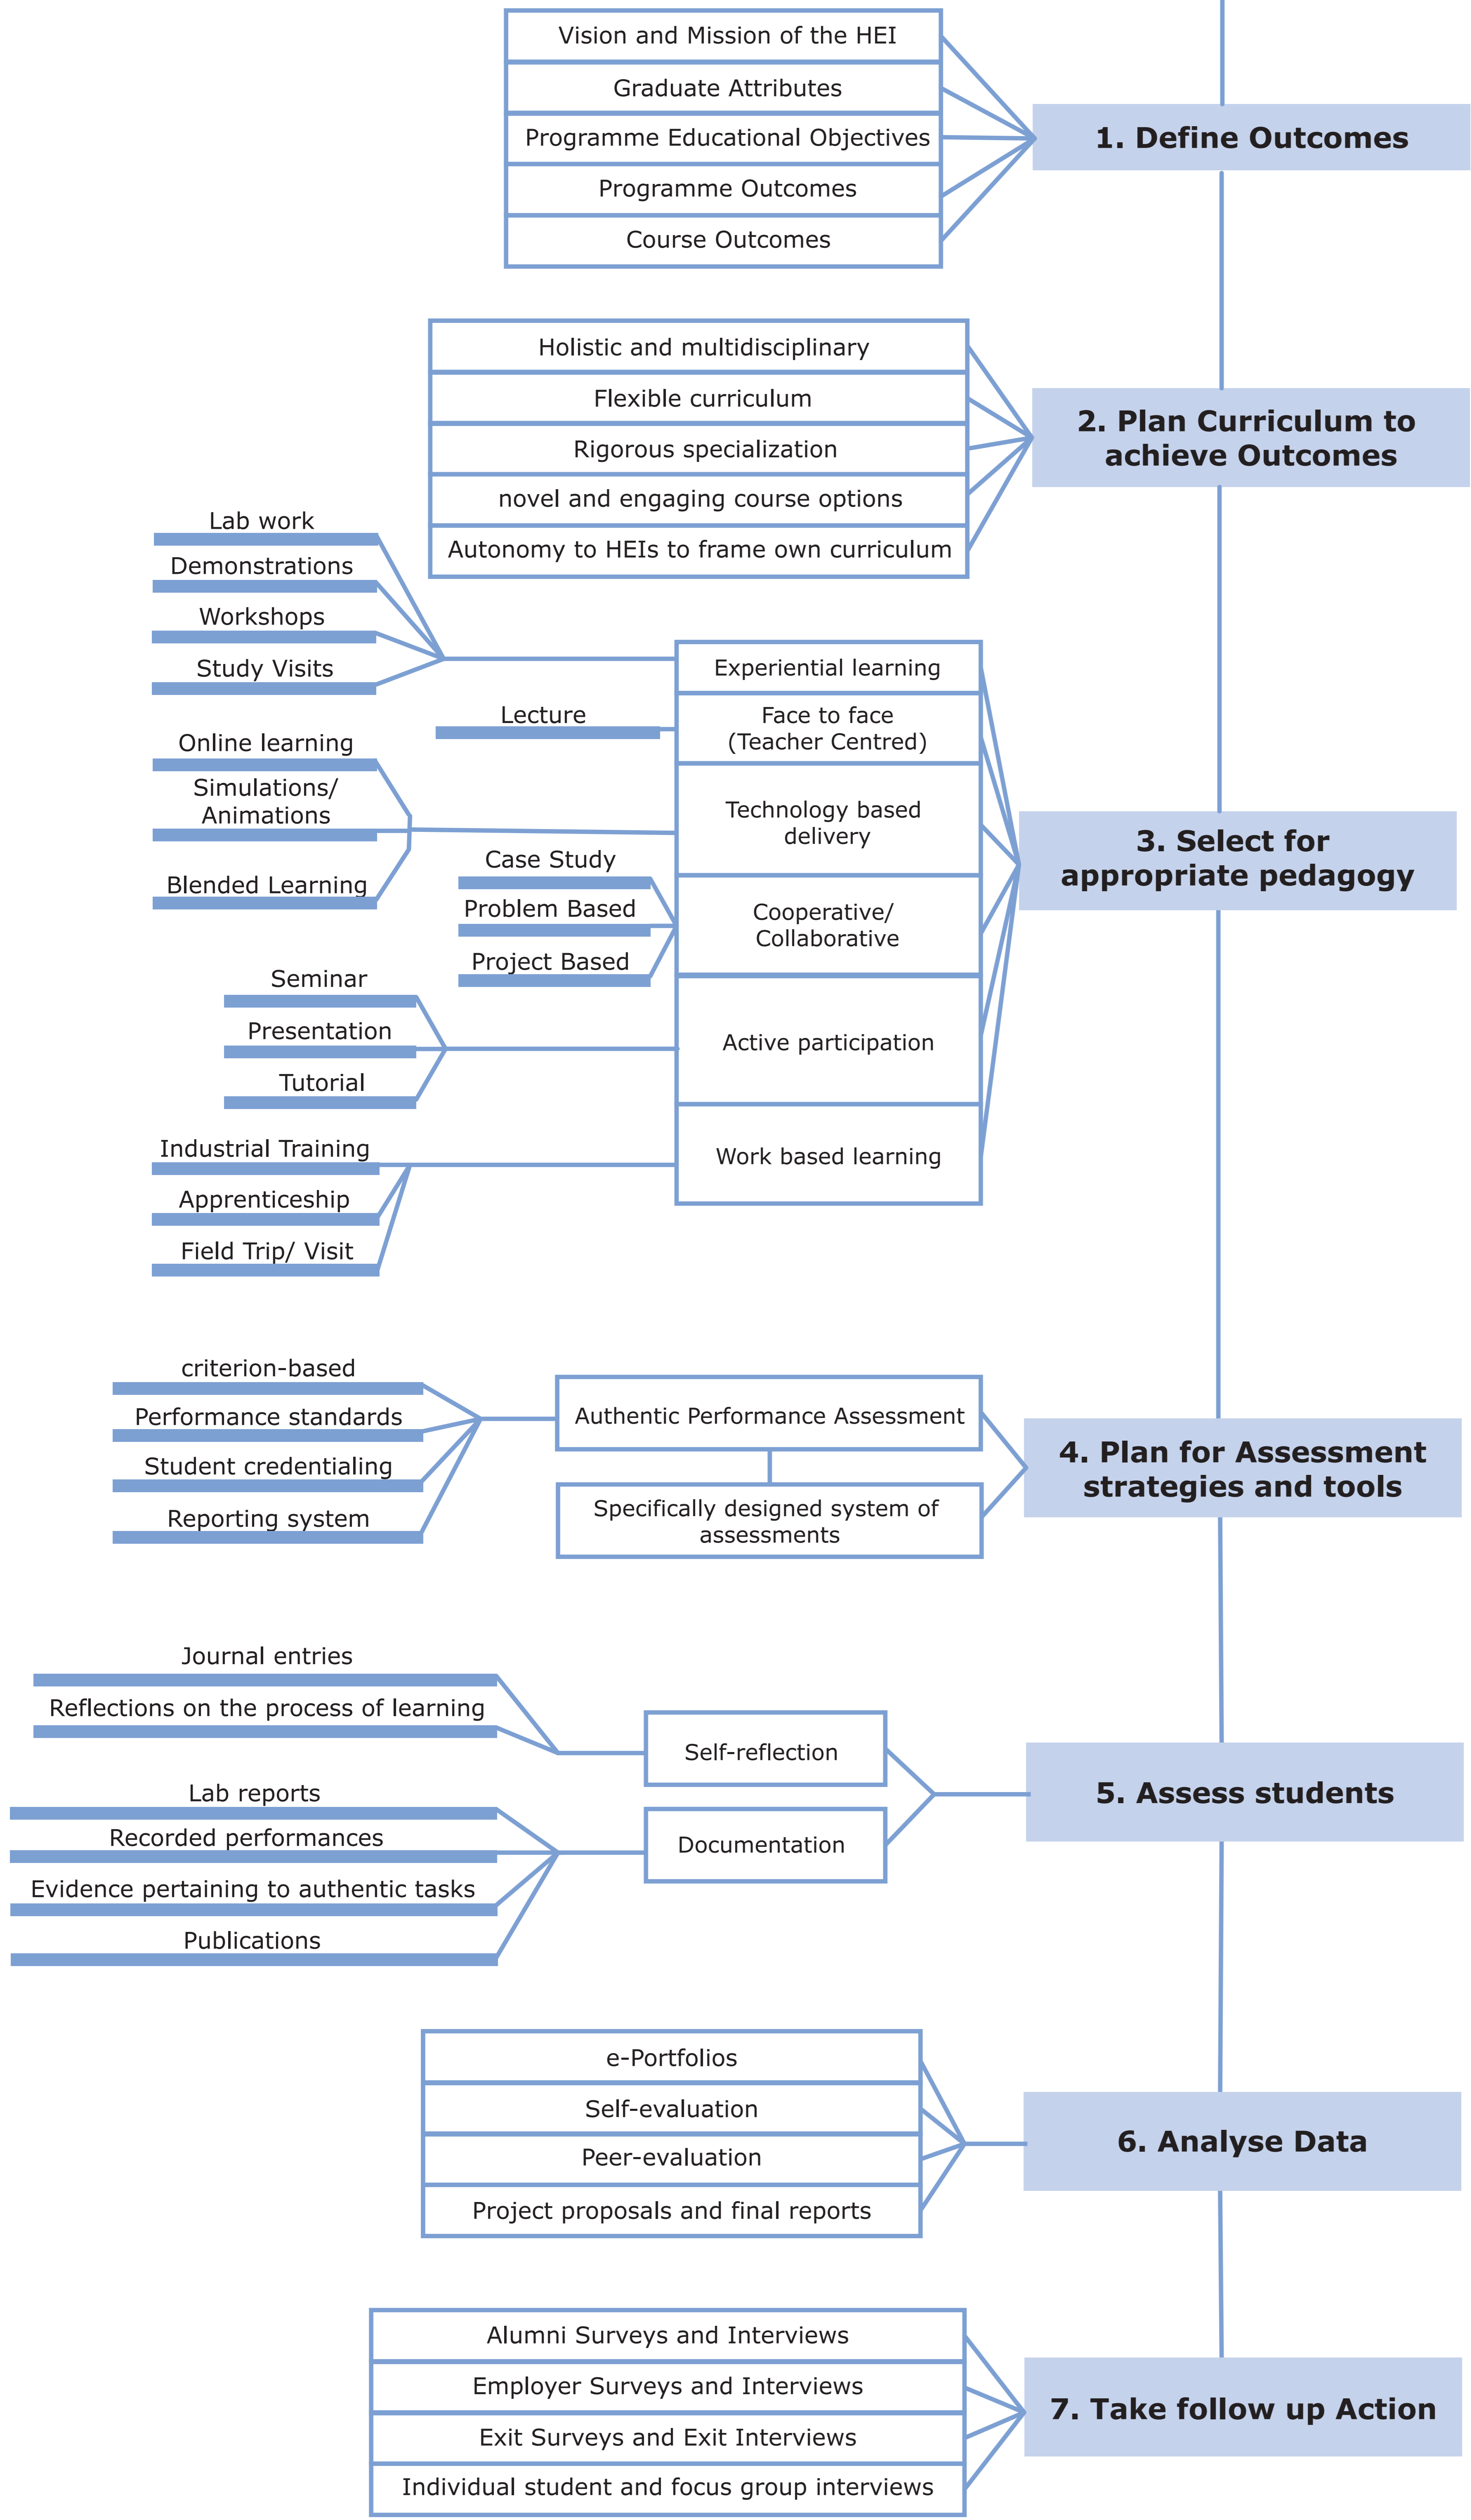 Vision and Mission of the HEI
Graduate Attributes
Programme Educational Objectives
Programme Outcomes
Course Outcomes
1. Define Outcomes
Holistic and multidisciplinary
Flexible curriculum
Rigorous specialization
novel and engaging course options
Autonomy to HEIs to frame own curriculum
2. Plan Curriculum to
achieve Outcomes
Lab work
Demonstrations
Workshops
Study Visits
Experiential learning
Lecture
Face to face
(Teacher Centred)
Online learning
Simulations/
Animations
Blended Learning
Technology based
delivery
Case Study
Problem Based
Project Based
Cooperative/
Collaborative
Seminar
Presentation
Tutorial
Active participation
Industrial Training
Apprenticeship
Field Trip/ Visit
Work based learning
3. Select for
appropriate pedagogy
criterion-based
Performance standards
Student credentialing
Reporting system
Authentic Performance Assessment
Specifically designed system of
assessments
4. Plan for Assessment
strategies and tools
Journal entries
Reflections on the process of learning
Self-reflection
Lab reports
Recorded performances
Evidence pertaining to authentic tasks
Publications
Documentation
5. Assess students
e-Portfolios
Self-evaluation
Peer-evaluation
Project proposals and final reports
6. Analyse Data
Alumni Surveys and Interviews
Employer Surveys and Interviews
Exit Surveys and Exit Interviews
Individual student and focus group interviews
7. Take follow up Action